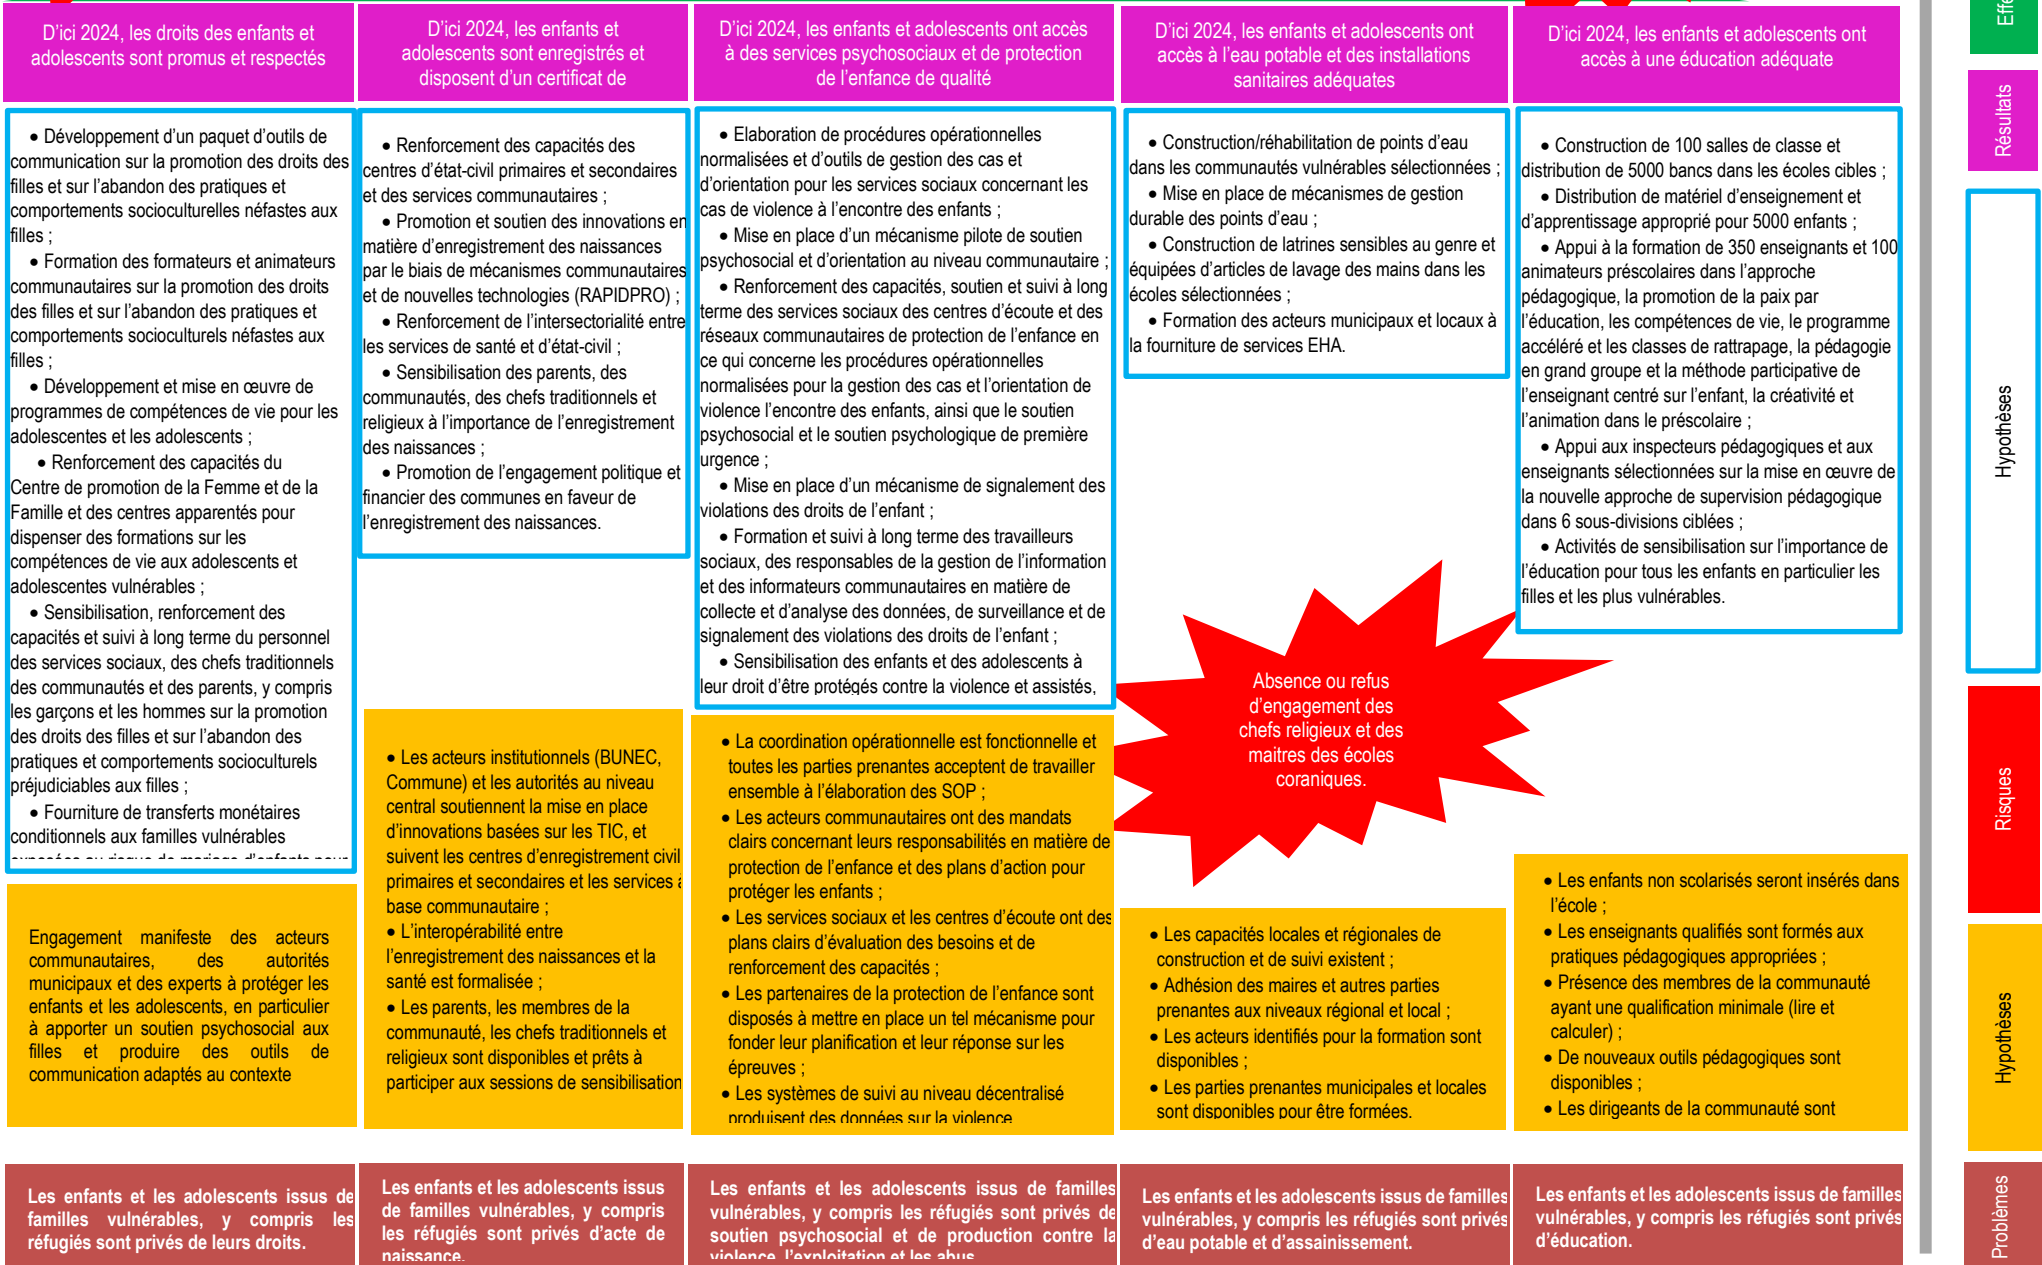 D'ici 2024, les droits des enfants et
adolescents sont promus et respectés
D'ici 2024, les enfants et
adolescents sont enregistrés et
disposent d'un certificat de
D'ici 2024, les enfants et adolescents ont accès
à des services psychosociaux et de protection
de l'enfance de qualité
D'ici 2024, les enfants et adolescents ont
accès à l'eau potable et des installations
sanitaires adéquates
D'ici 2024, les enfants et adolescents ont
accès à une éducation adéquate
• Développement d'un paquet d'outils de
communication sur la promotion des droits des
filles et sur l'abandon des pratiques et
comportements socioculturelles néfastes aux
filles ;
• Formation des formateurs et animateurs
communautaires sur la promotion des droits
des filles et sur l'abandon des pratiques et
comportements socioculturels néfastes aux
filles ;
• Développement et mise en œuvre de
programmes de compétences de vie pour les
adolescentes et les adolescents ;
• Renforcement des capacités du
Centre de promotion de la Femme et de la
Famille et des centres apparentés pour
dispenser des formations sur les
compétences de vie aux adolescents et
adolescentes vulnérables ;
• Sensibilisation, renforcement des
capacités et suivi à long terme du personnel
des services sociaux, des chefs traditionnels
des communautés et des parents, y compris
les garçons et les hommes sur la promotion
des droits des filles et sur l'abandon des
pratiques et comportements socioculturels
préjudiciables aux filles ;
• Fourniture de transferts monétaires
conditionnels aux familles vulnérables
exposées au risque de mariage d'enfants pour
• Renforcement des capacités des
centres d'état-civil primaires et secondaires
et des services communautaires ;
• Promotion et soutien des innovations en
matière d'enregistrement des naissances
par le biais de mécanismes communautaires
et de nouvelles technologies (RAPIDPRO) ;
• Renforcement de l'intersectorialité entre
les services de santé et d'état-civil ;
• Sensibilisation des parents, des
communautés, des chefs traditionnels et
religieux à l'importance de l'enregistrement
des naissances ;
• Promotion de l'engagement politique et
financier des communes en faveur de
l'enregistrement des naissances.
• Elaboration de procédures opérationnelles
normalisées et d'outils de gestion des cas et
d'orientation pour les services sociaux concernant les
cas de violence à l'encontre des enfants ;
• Mise en place d'un mécanisme pilote de soutien
psychosocial et d'orientation au niveau communautaire ;
• Renforcement des capacités, soutien et suivi à long
terme des services sociaux des centres d'écoute et des
réseaux communautaires de protection de l'enfance en
ce qui concerne les procédures opérationnelles
normalisées pour la gestion des cas et l'orientation de
violence l'encontre des enfants, ainsi que le soutien
psychosocial et le soutien psychologique de première
urgence ;
• Mise en place d'un mécanisme de signalement des
violations des droits de l'enfant ;
• Formation et suivi à long terme des travailleurs
sociaux, des responsables de la gestion de l'information
et des informateurs communautaires en matière de
collecte et d'analyse des données, de surveillance et de
signalement des violations des droits de l'enfant ;
• Sensibilisation des enfants et des adolescents à
leur droit d'être protégés contre la violence et assistés,
• Construction/réhabilitation de points d'eau
dans les communautés vulnérables sélectionnées ;
• Mise en place de mécanismes de gestion
durable des points d'eau ;
• Construction de latrines sensibles au genre et
équipées d'articles de lavage des mains dans les
écoles sélectionnées ;
• Formation des acteurs municipaux et locaux à
la fourniture de services EHA.
• Construction de 100 salles de classe et
distribution de 5000 bancs dans les écoles cibles ;
• Distribution de matériel d'enseignement et
d'apprentissage approprié pour 5000 enfants ;
• Appui à la formation de 350 enseignants et 100
animateurs préscolaires dans l'approche
pédagogique, la promotion de la paix par
l'éducation, les compétences de vie, le programme
accéléré et les classes de rattrapage, la pédagogie
en grand groupe et la méthode participative de
l'enseignant centré sur l'enfant, la créativité et
l'animation dans le préscolaire ;
• Appui aux inspecteurs pédagogiques et aux
enseignants sélectionnées sur la mise en œuvre de
la nouvelle approche de supervision pédagogique
dans 6 sous-divisions ciblées ;
• Activités de sensibilisation sur l'importance de
l'éducation pour tous les enfants en particulier les
filles et les plus vulnérables.
Absence ou refus
d'engagement des
chefs religieux et des
maitres des écoles
coraniques.
Engagement manifeste des acteurs
communautaires, des autorités
municipaux et des experts à protéger les
enfants et les adolescents, en particulier
à apporter un soutien psychosocial aux
filles et produire des outils de
communication adaptés au contexte
• Les acteurs institutionnels (BUNEC,
Commune) et les autorités au niveau
central soutiennent la mise en place
d'innovations basées sur les TIC, et
suivent les centres d'enregistrement civil
primaires et secondaires et les services à
base communautaire ;
• L'interopérabilité entre
l'enregistrement des naissances et la
santé est formalisée ;
• Les parents, les membres de la
communauté, les chefs traditionnels et
religieux sont disponibles et prêts à
participer aux sessions de sensibilisation
• La coordination opérationnelle est fonctionnelle et
toutes les parties prenantes acceptent de travailler
ensemble à l'élaboration des SOP ;
• Les acteurs communautaires ont des mandats
clairs concernant leurs responsabilités en matière de
protection de l'enfance et des plans d'action pour
protéger les enfants ;
• Les services sociaux et les centres d'écoute ont des
plans clairs d'évaluation des besoins et de
renforcement des capacités ;
• Les partenaires de la protection de l'enfance sont
disposés à mettre en place un tel mécanisme pour
fonder leur planification et leur réponse sur les
épreuves ;
• Les systèmes de suivi au niveau décentralisé
produisent des données sur la violence
• Les capacités locales et régionales de
construction et de suivi existent ;
• Adhésion des maires et autres parties
prenantes aux niveaux régional et local ;
• Les acteurs identifiés pour la formation sont
disponibles ;
• Les parties prenantes municipales et locales
sont disponibles pour être formées.
• Les enfants non scolarisés seront insérés dans
l'école ;
• Les enseignants qualifiés sont formés aux
pratiques pédagogiques appropriées ;
• Présence des membres de la communauté
ayant une qualification minimale (lire et
calculer) ;
• De nouveaux outils pédagogiques sont
disponibles ;
• Les dirigeants de la communauté sont
Les enfants et les adolescents issus de
familles vulnérables, y compris les
réfugiés sont privés de leurs droits.
Les enfants et les adolescents issus
de familles vulnérables, y compris
les réfugiés sont privés d'acte de
naissance.
Les enfants et les adolescents issus de familles
vulnérables, y compris les réfugiés sont privés de
soutien psychosocial et de production contre la
violence, l'exploitation et les abus
Les enfants et les adolescents issus de familles
vulnérables, y compris les réfugiés sont privés
d'eau potable et d'assainissement.
Les enfants et les adolescents issus de familles
vulnérables, y compris les réfugiés sont privés
d'éducation.
Effe
Résultats
Hypothèses
Risques
Hypothèses
Problèmes